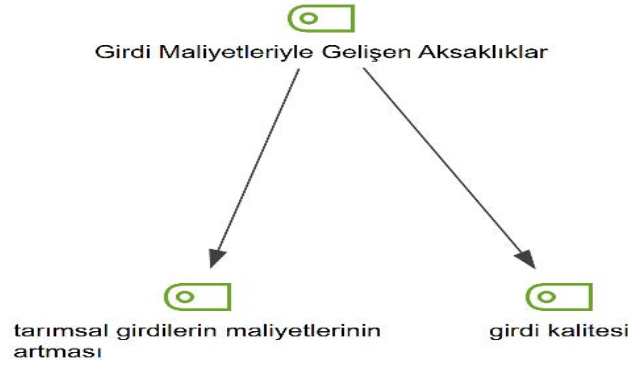 Girdi Maliyetleriyle Gelişen Aksaklıklar
tarımsal girdilerin maliyetlerinin
artması
girdi kalitesi